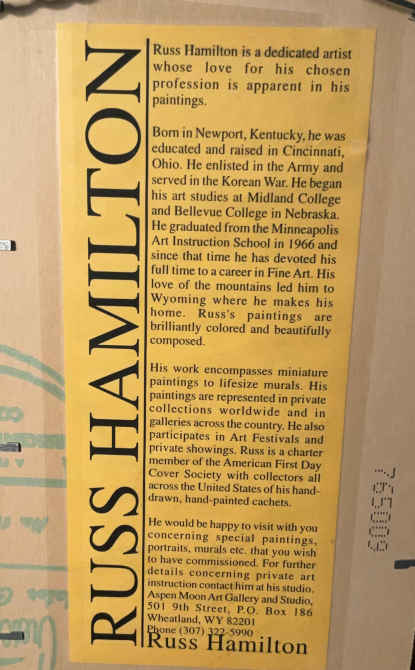 RUSS HAMILTON
Russ Hamilton is a dedicated artist
whose love for his chosen
profession is apparent in his
paintings.
Born in Newport, Kentucky, he was
educated and raised in Cincinnati,
Ohio. He enlisted in the Army and
served in the Korean War. He began
his art studies at Midland College
and Bellevue College in Nebraska.
He graduated from the Minneapolis
Art Instruction School in 1966 and
since that time he has devoted his
full time to a career in Fine Art. His
love of the mountains led him to
Wyoming where he makes his
home. Russ's paintings are
brilliantly colored and beautifully
composed.
His work encompasses miniature
paintings to lifesize murals. His
paintings are represented in private
collections worldwide and in
galleries across the country. He also
participates in Art Festivals and
private showings. Russ is a charter
member of the American First Day
Cover Society with collectors all
across the United States of his hand-
drawn, hand-painted cachets.
He would be happy to visit with you
concerning special paintings,
portraits, murals etc. that you wish
to have commissioned. For further
details concerning private art
instruction contact him at his studio.
Aspen Moon Art Gallery and Studio,
501 9th Street, P.O. Box 186
Wheatland, WY 82201
Phone (307) 322-5990
Russ Hamilton